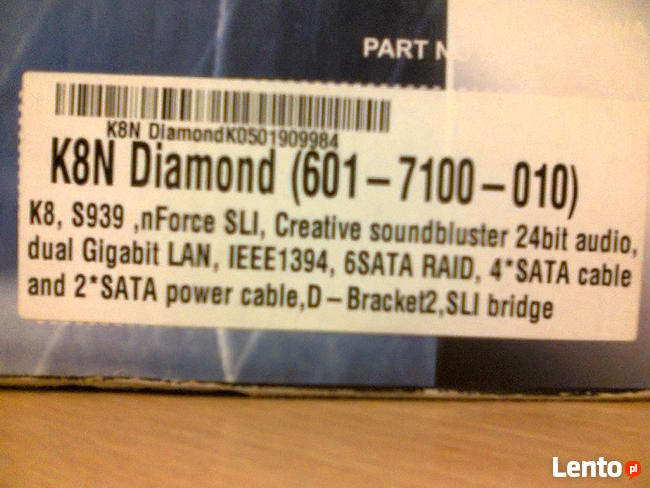 PART NO
K8N DiamondK0501909984
K8N Diamond (601-7100-010)
K8, S939 ,nForce SLI, Creative soundbluster 24bit audio,
dual Gigabit LAN, IEEE1394, 6SATA RAID, 4*SATA cable
and 2*SATA power cable,D-Bracket2,SLI bridge
Lento pl